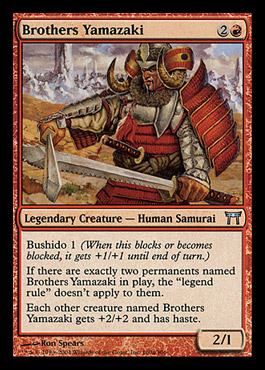 Brothers Yamazaki 2
Legendary Creature — Human Samurai
Bushido 1 (When this blocks or becomes
blocked, it gets +1/+1 until end of turn.)
If there are exactly two permanents named
Brothers Yamazaki in play, the “legend
rule” doesn’t apply to them.
Each other creature named Brothers
Yamazaki gets +2/+2 and has haste.
Ron Spears
2/1